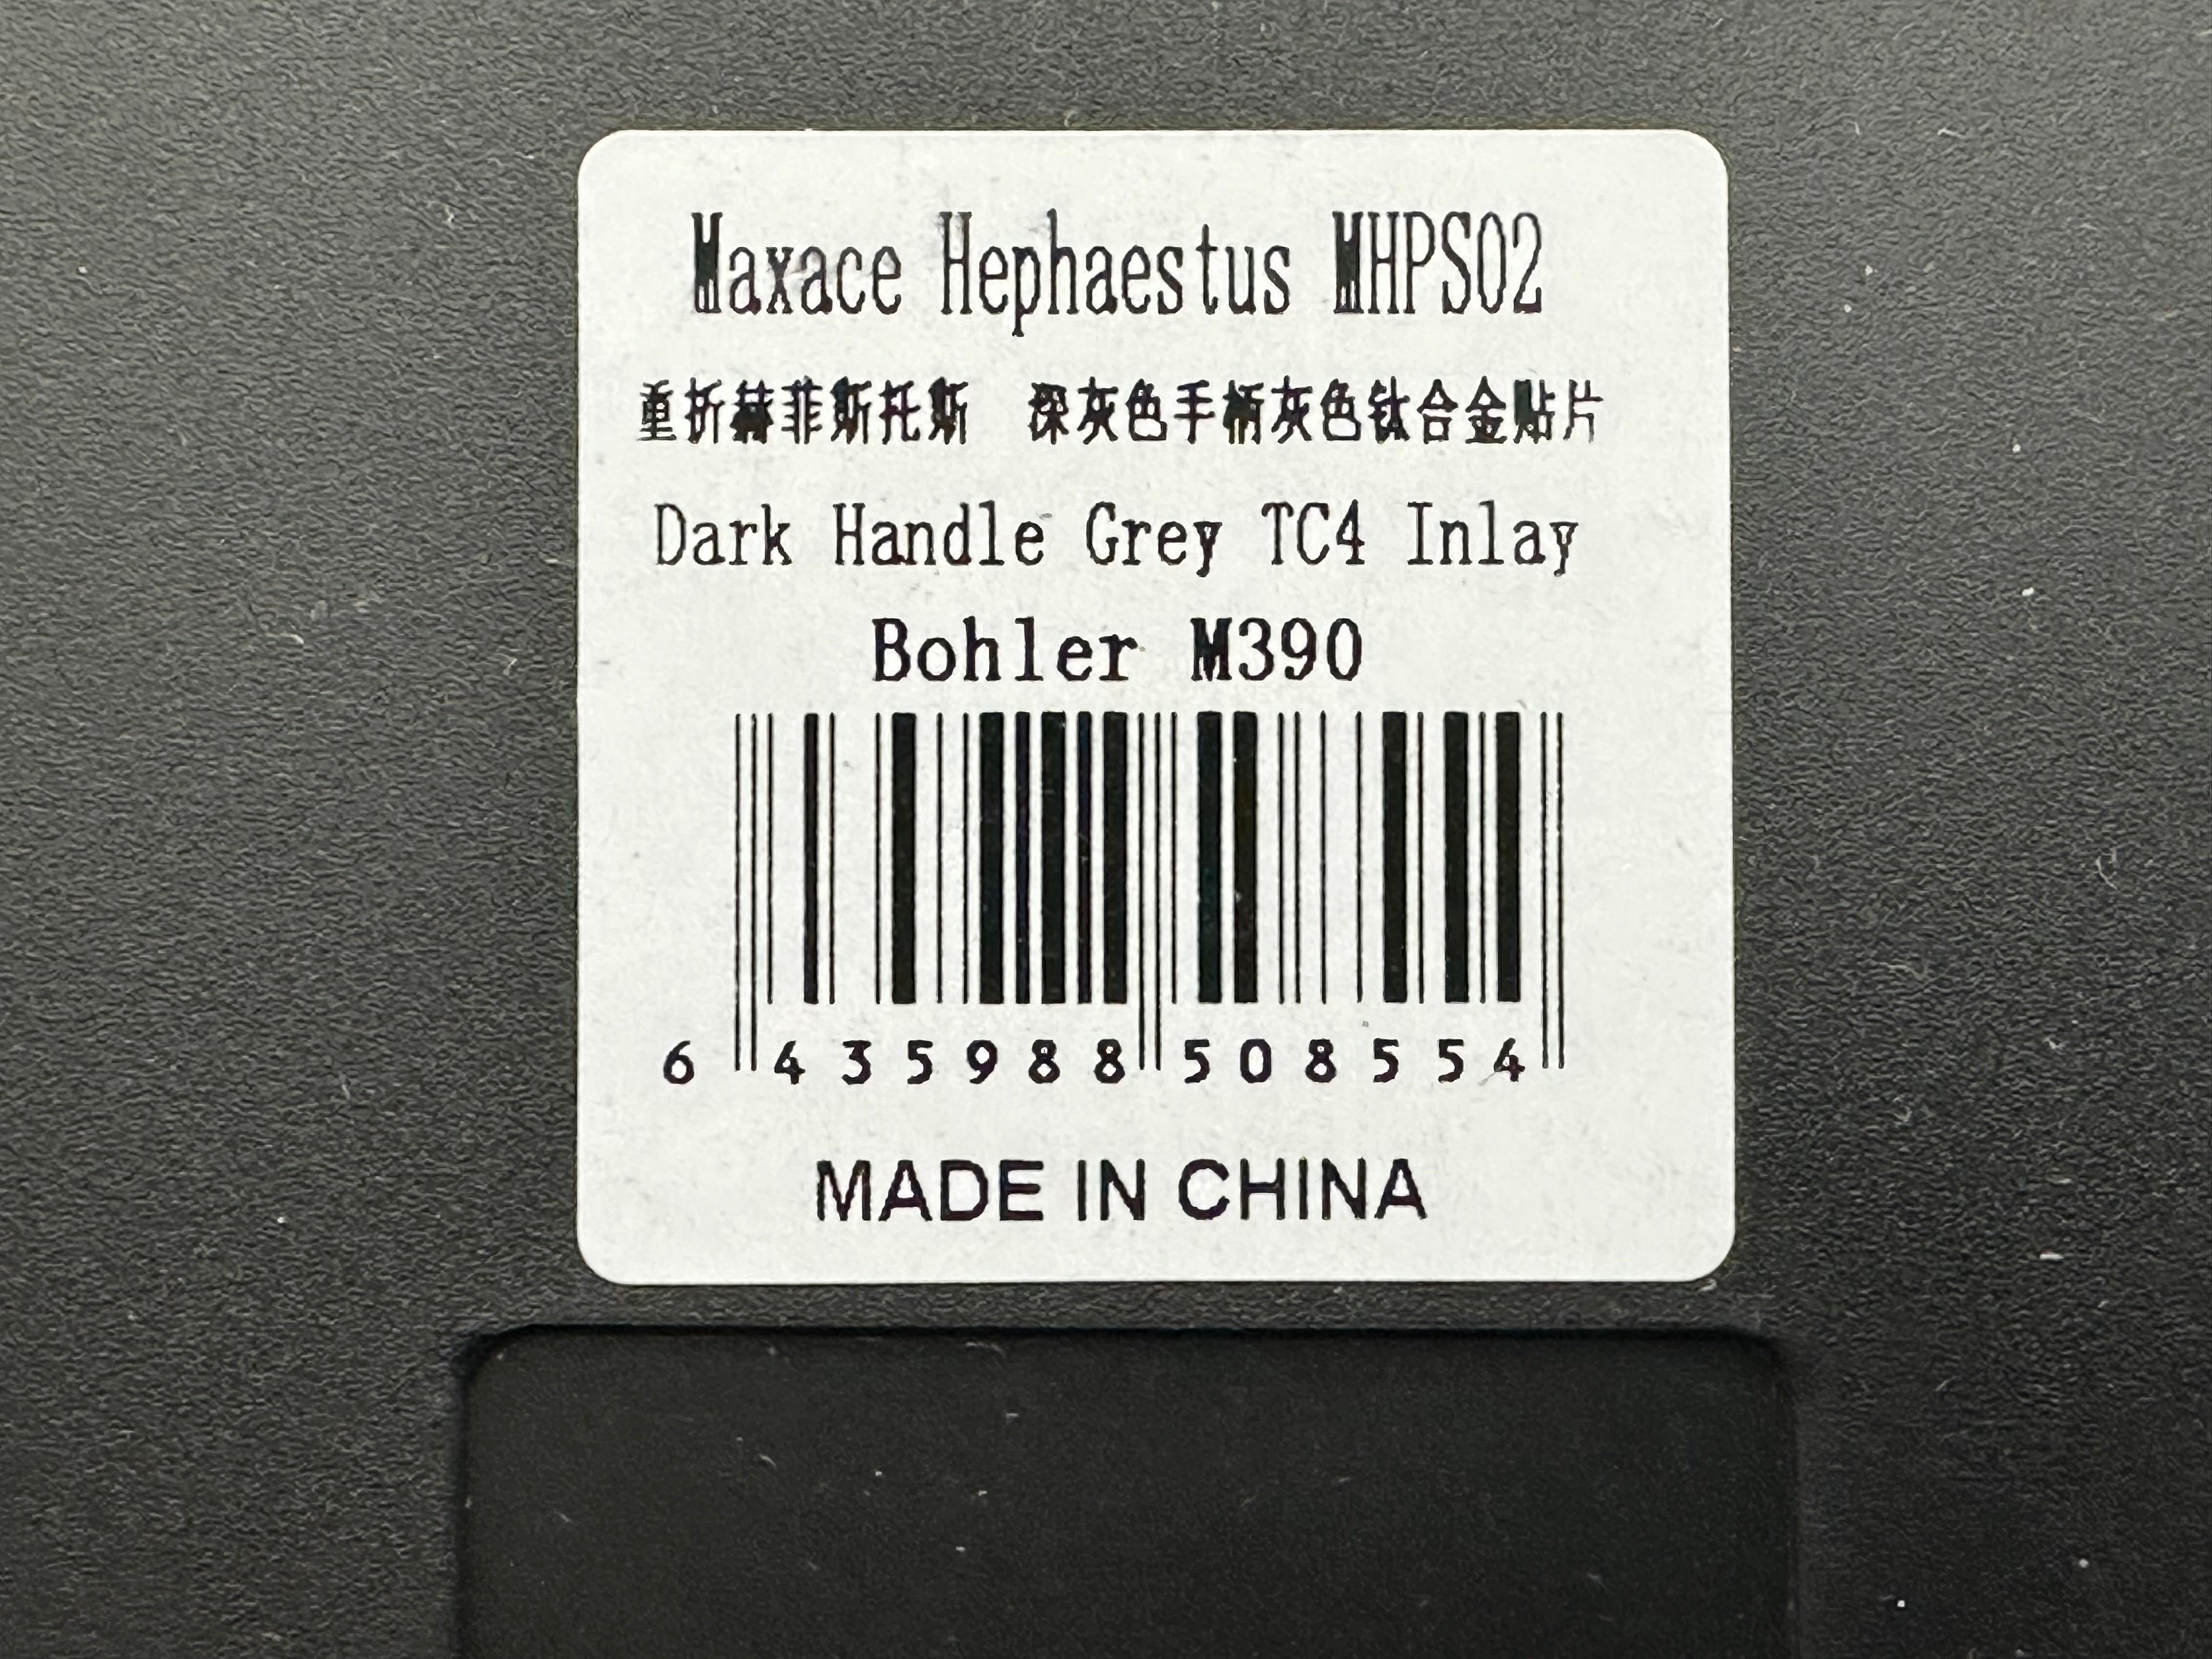 Maxace Hephaestus MHPS02
重折赫菲斯托斯 深灰色手柄灰色钛合金贴片
Dark Handle Grey TC4 Inlay
Bohler M390
6 435988 508554
MADE IN CHINA